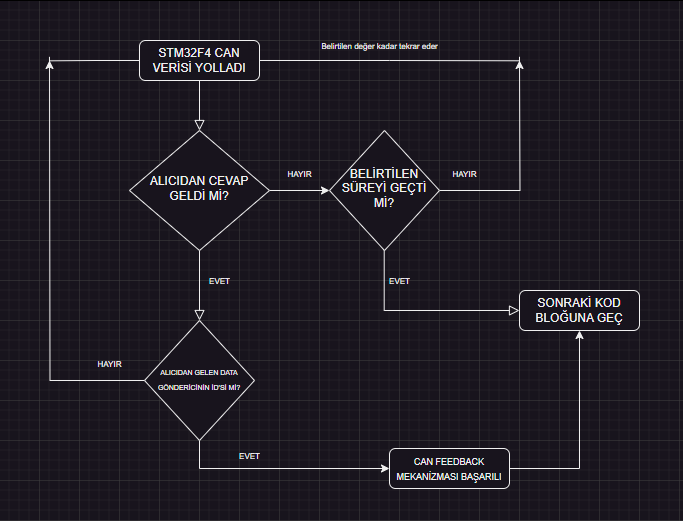 Belirtilen değer kadar tekrar eder
STM32F4 CAN
VERİSİ YOLLADI
ALICIDAN CEVAP
GELDİ Mİ?
HAYIR
BELİRTİLEN
SÜREYİ GEÇTİ
Mİ?
HAYIR
EVET
EVET
SONRAKİ KOD
BLOĞUNA GEÇ
HAYIR
ALICIDAN GELEN DATA
GÖNDERİCİNİN ID'Sİ Mİ?
EVET
CAN FEEDBACK
MEKANİZMASI BAŞARILI